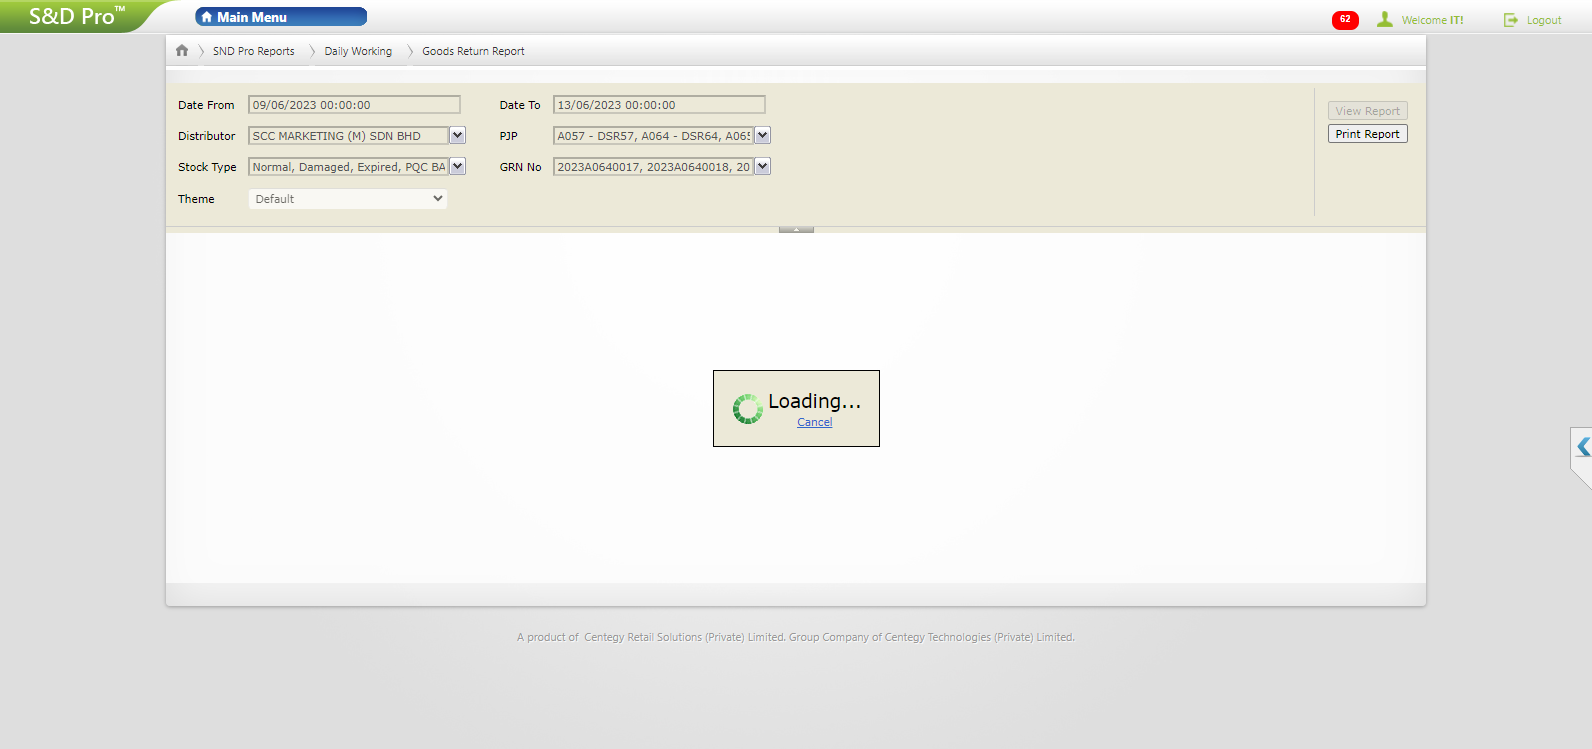 S&D Pro™
Main Menu
62
Welcome IT!
Logout
SND Pro Reports
Daily Working
Goods Return Report
Date From
09/06/2023 00:00:00
Date To
13/06/2023 00:00:00
View Report
Distributor
SCC MARKETING (M) SDN BHD
PJP
A057 - DSR57, A064 - DSR64, A065
Print Report
Stock Type
Normal, Damaged, Expired, PQC BA
GRN No
2023A0640017, 2023A0640018, 20
Theme
Default
Loading...
Cancel
A product of Centegy Retail Solutions (Private) Limited. Group Company of Centegy Technologies (Private) Limited.